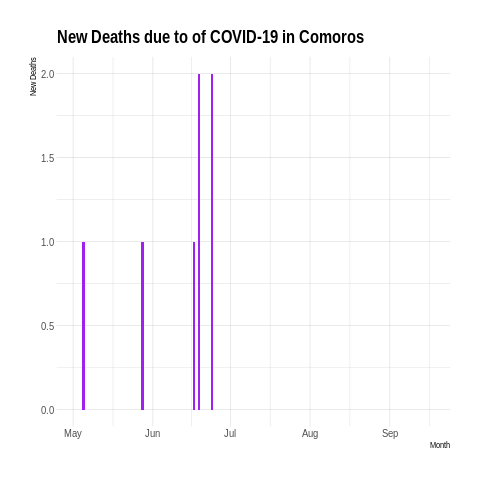 New Deaths due to of COVID-19 in Comoros
New Deaths
2.0
1.5
1.0
0.5
0.0
May Jun Jul Aug Sep
Month